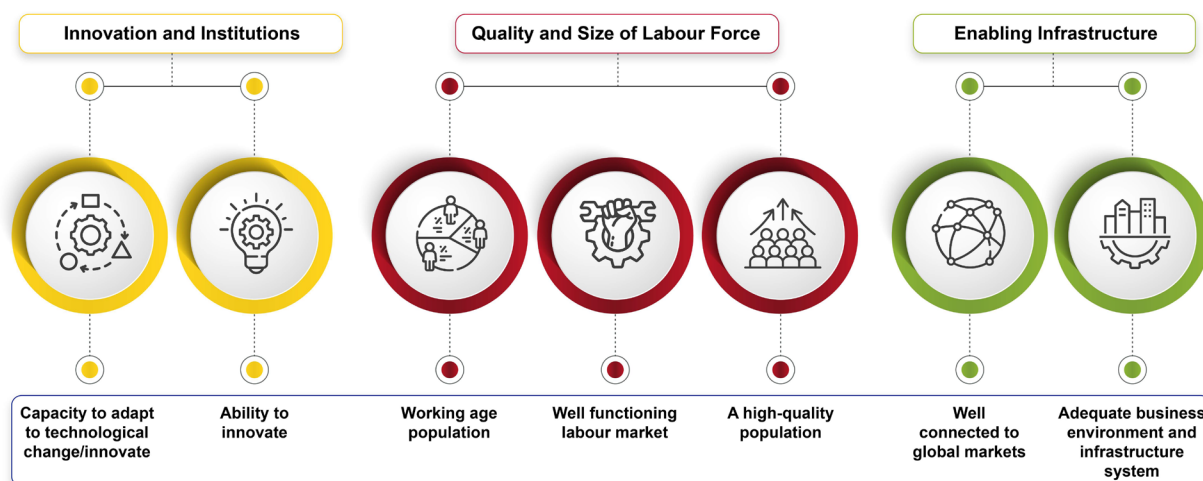 Innovation and Institutions
Quality and Size of Labour Force
Enabling Infrastructure
Capacity to adapt
to technological
change/innovate
Ability to
innovate
Working age
population
Well functioning
labour market
A high-quality
population
Well
connected to
global markets
Adequate business
environment and
infrastructure
system